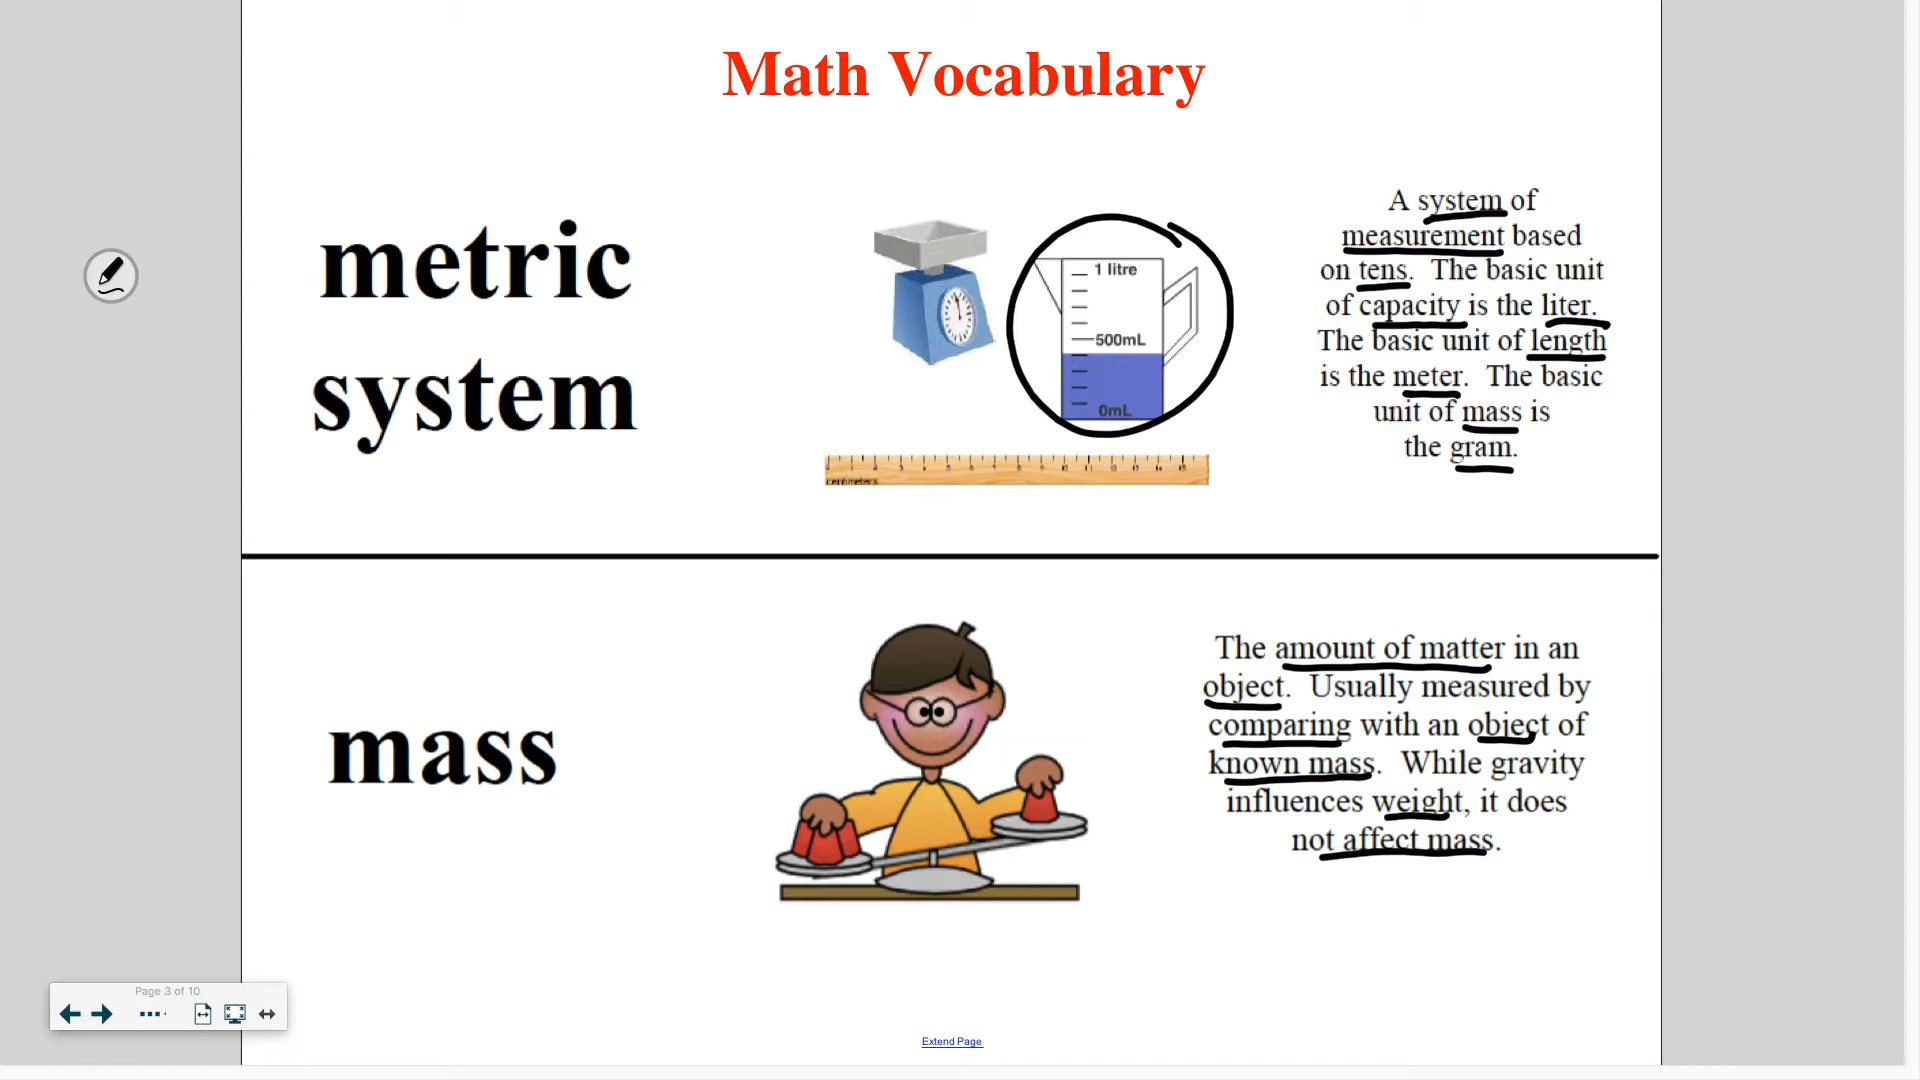 Math Vocabulary
metric
system
1 litre
500mL
0mL
centimeters
A system of
measurement based
on tens. The basic unit
of capacity is the liter.
The basic unit of length
is the meter. The basic
unit of mass is
the gram.
mass
The amount of matter in an
object. Usually measured by
comparing with an object of
known mass. While gravity
influences weight, it does
not affect mass.
Page 3 of 10
Extend Page